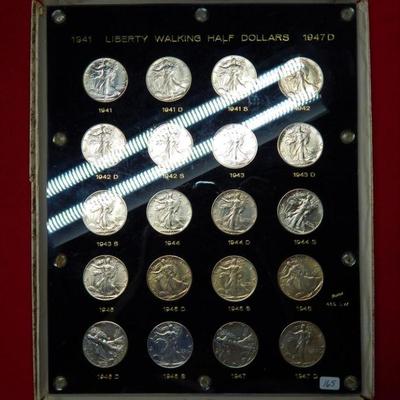 1941 LIBERTY WALKING HALF DOLLARS 1947D
1941 1941 D 1941 S 1942
1942 D 1942 S 1943 1943 D
1943 S 1944 1944 D 1944 S
1945 1945 D 1945 S 1946
1946 D 1946 S 1947 1947 D
165